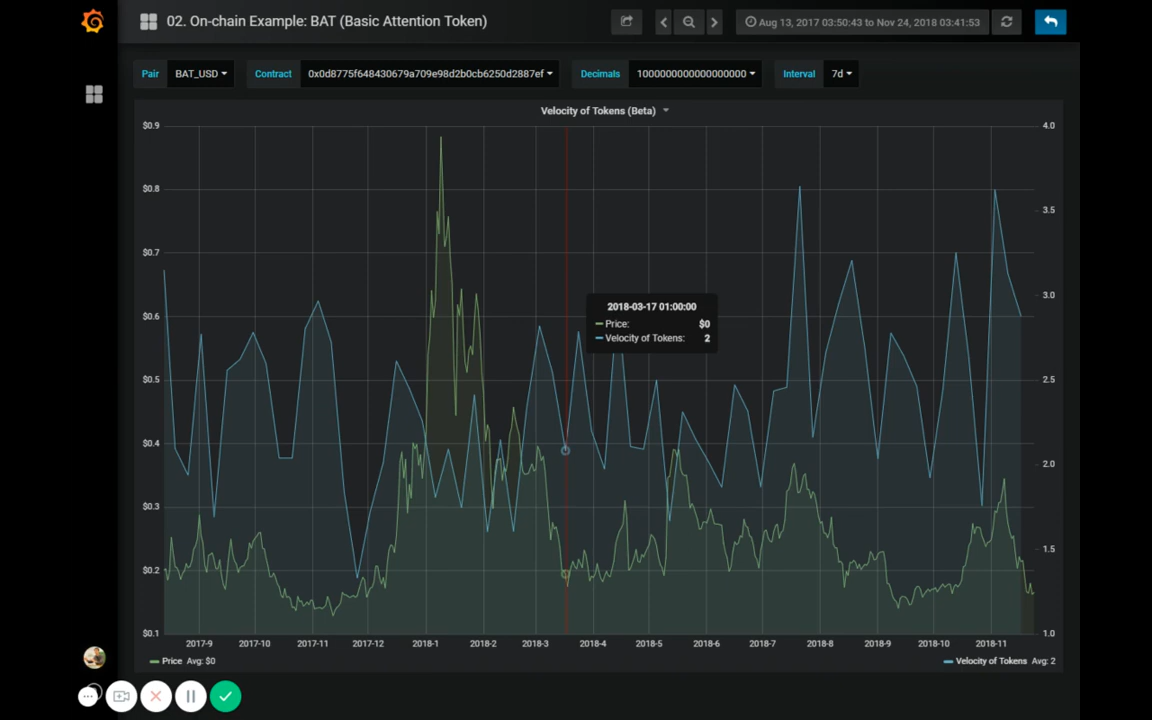 02. On-chain Example: BAT (Basic Attention Token)
Aug 13, 2017 03:50:43 to Nov 24, 2018 03:41:53
Pair BAT_USD Contract 0x0d8775f648430679a709e98d2b0cb6250d2887ef Decimals 1000000000000000000 Interval 7d
Velocity of Tokens (Beta)
$0.9 4.0
$0.8
3.5
$0.7
3.0
2018-03-17 01:00:00
$0.6
Price: $0
Velocity of Tokens: 2
$0.5 2.5
$0.4
2.0
$0.3
1.5
$0.2
$0.1 1.0
2017-9 2017-10 2017-11 2017-12 2018-1 2018-2 2018-3 2018-4 2018-5 2018-6 2018-7 2018-8 2018-9 2018-10 2018-11
Price Avg: $0 Velocity of Tokens Avg: 2